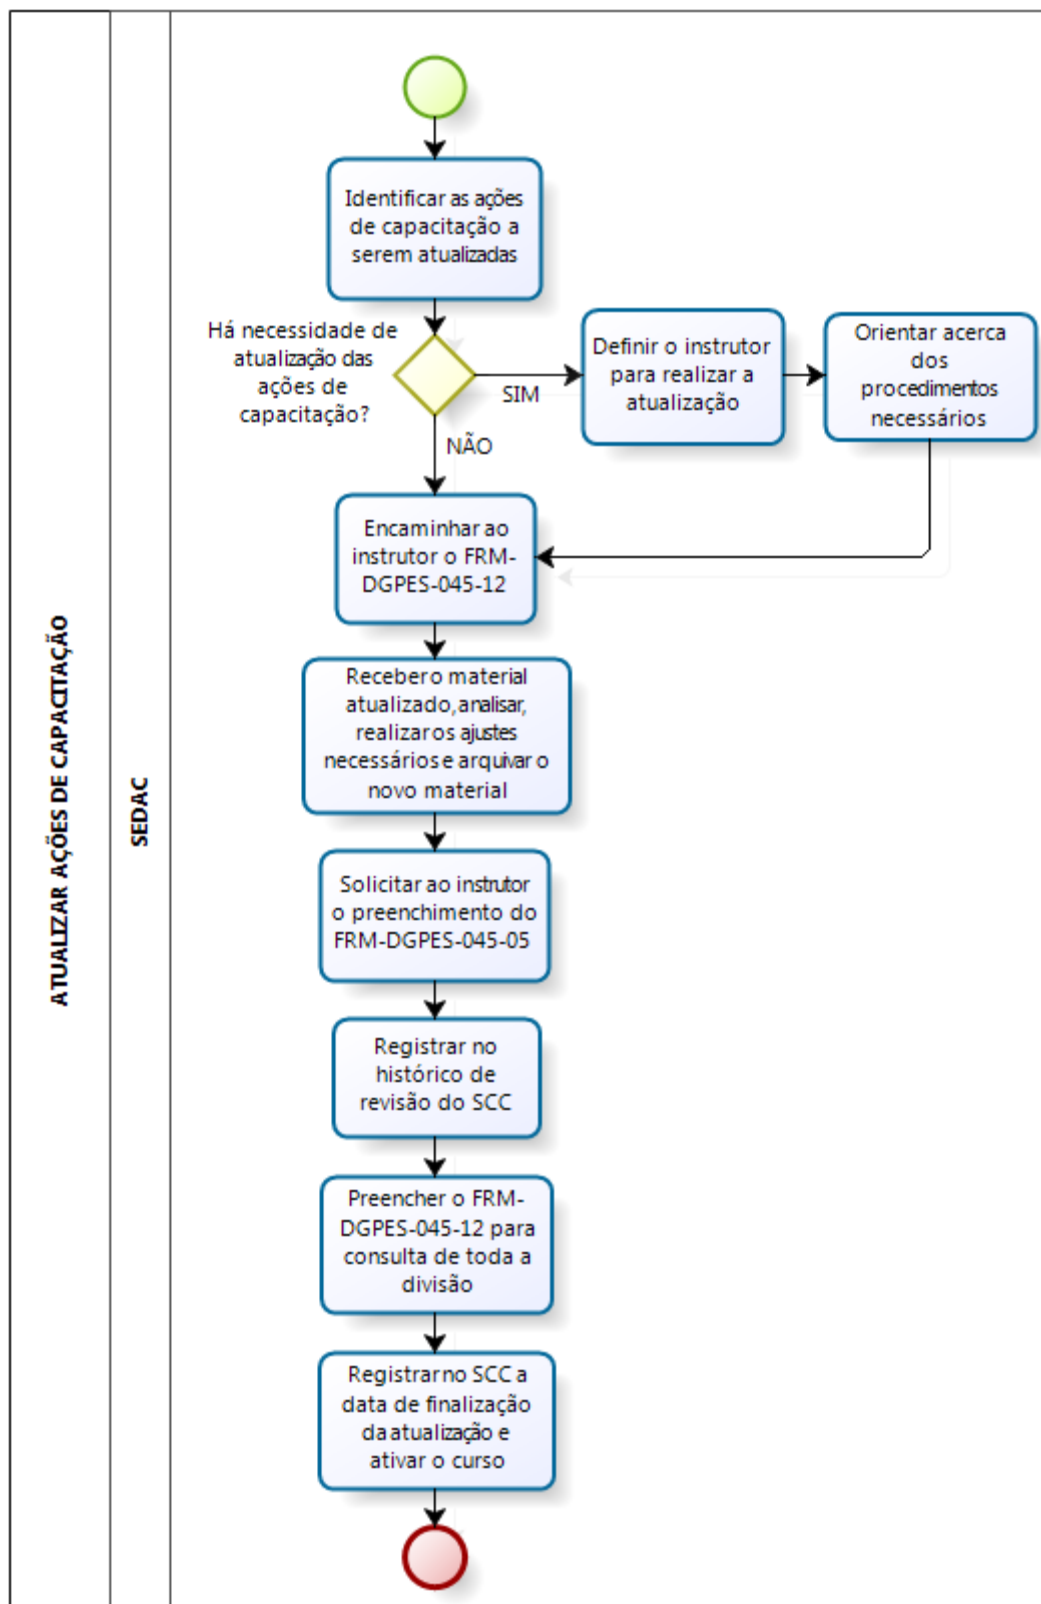 ATUALIZAR AÇÕES DE CAPACITAÇÃO
SEDAC
Identificar as ações
de capacitação a
serem atualizadas
Há necessidade de
atualização das
ações de
capacitação?
SIM
Definir o instrutor
para realizar a
atualização
Orientar acerca
dos
procedimentos
necessários
NÃO
Encaminhar ao
instrutor o FRM-
DGPES-045-12
Receber o material
atualizado, analisar,
realizar os ajustes
necessários e arquivar o
novo material
Solicitar ao instrutor
o preenchimento do
FRM-DGPES-045-05
Registrar no
histórico de
revisão do SCC
Preencher o FRM-
DGPES-045-12 para
consulta de toda a
divisão
Registrar no SCC a
data de finalização
da atualização e
ativar o curso